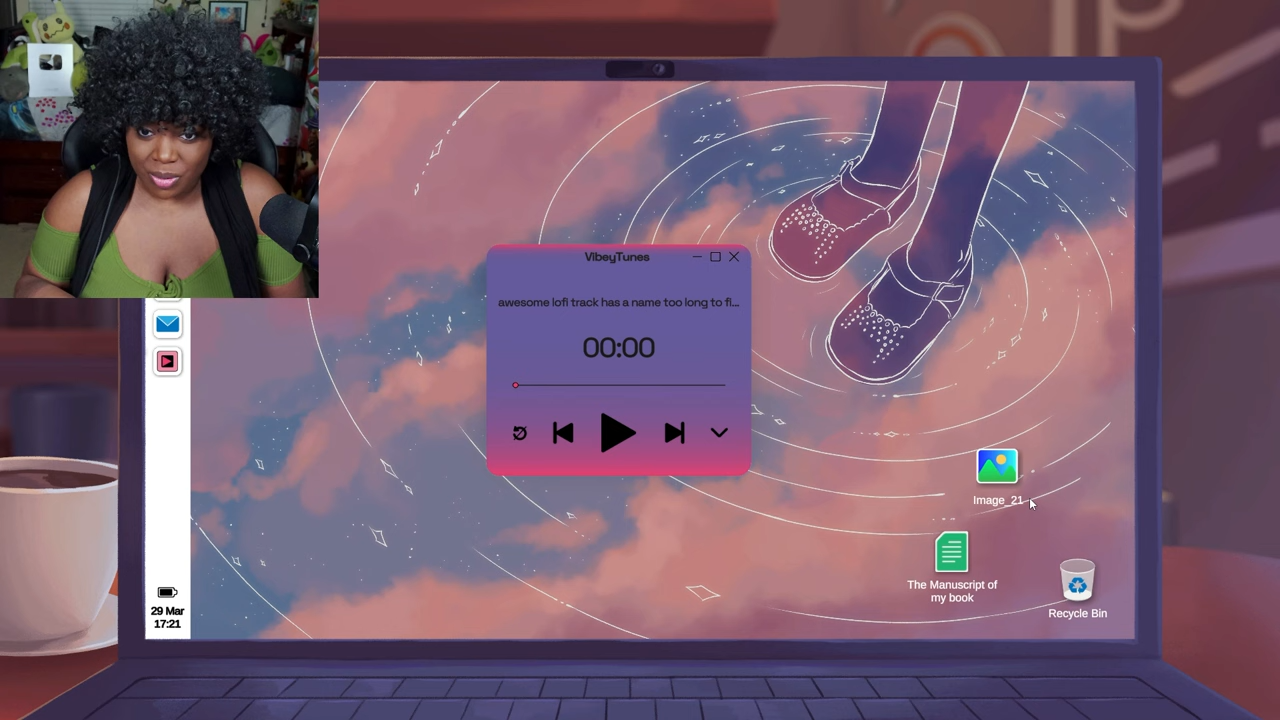 VibeyTunes
awesome lofi track has a name too long to fi...
00:00
Image_21
The Manuscript of
my book
Recycle Bin
29 Mar
17:21